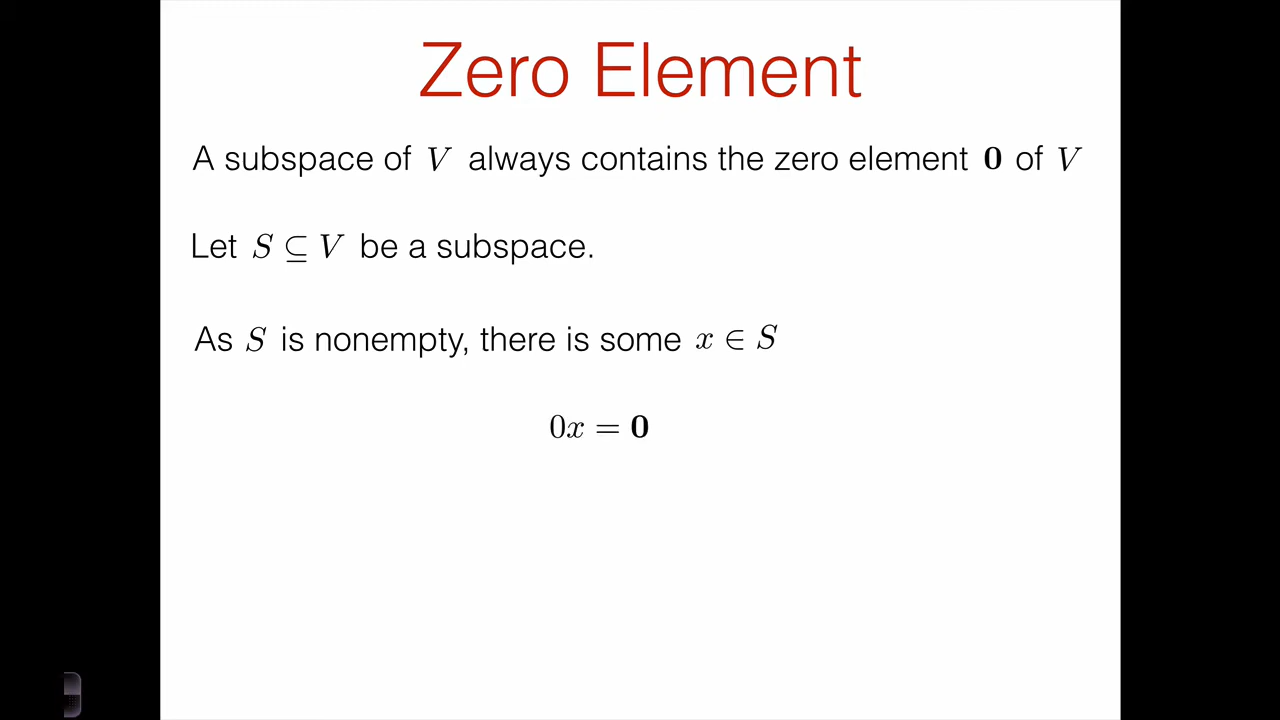 Zero Element
A subspace of V always contains the zero element 0 of V
Let S ⊆ V be a subspace.
As S is nonempty, there is some x ∈ S
0x = 0